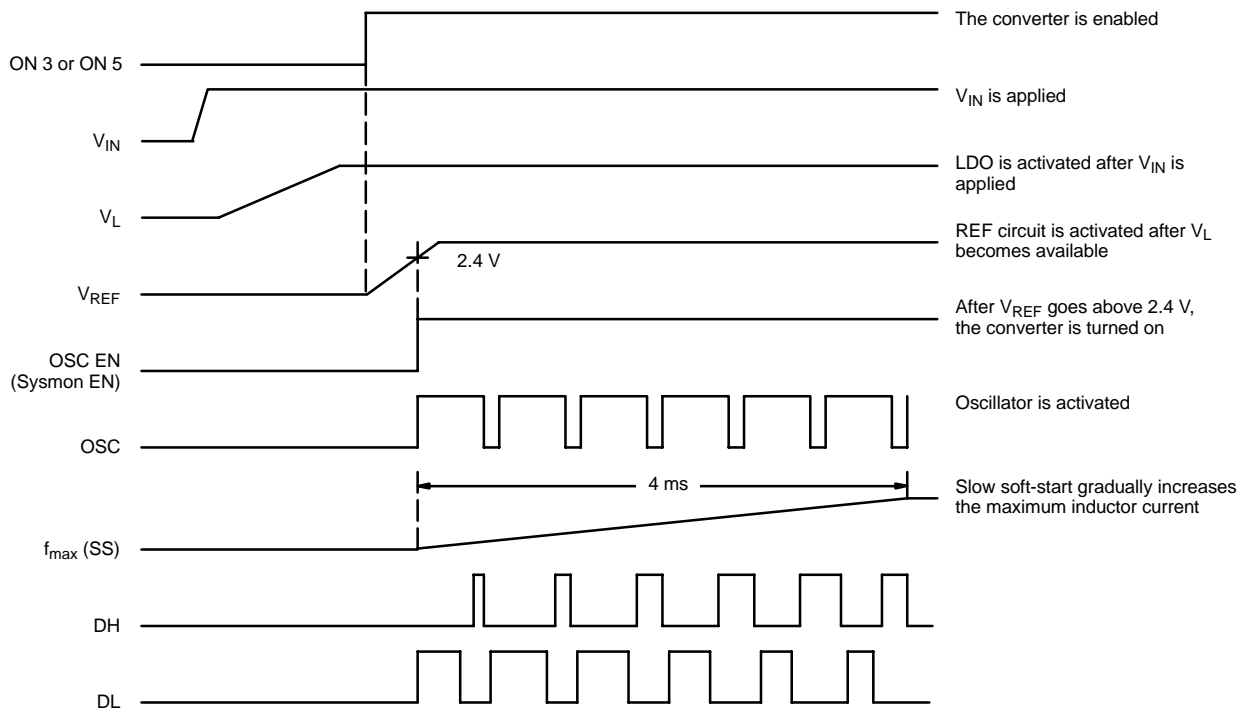 The converter is enabled
ON 3 or ON 5
V_IN is applied
V_IN
LDO is activated after V_IN is
applied
V_L
REF circuit is activated after V_L
becomes available
2.4 V
V_REF
After V_REF goes above 2.4 V,
the converter is turned on
OSC EN
(Sysmon EN)
Oscillator is activated
OSC
4 ms
Slow soft-start gradually increases
the maximum inductor current
f_max (SS)
DH
DL